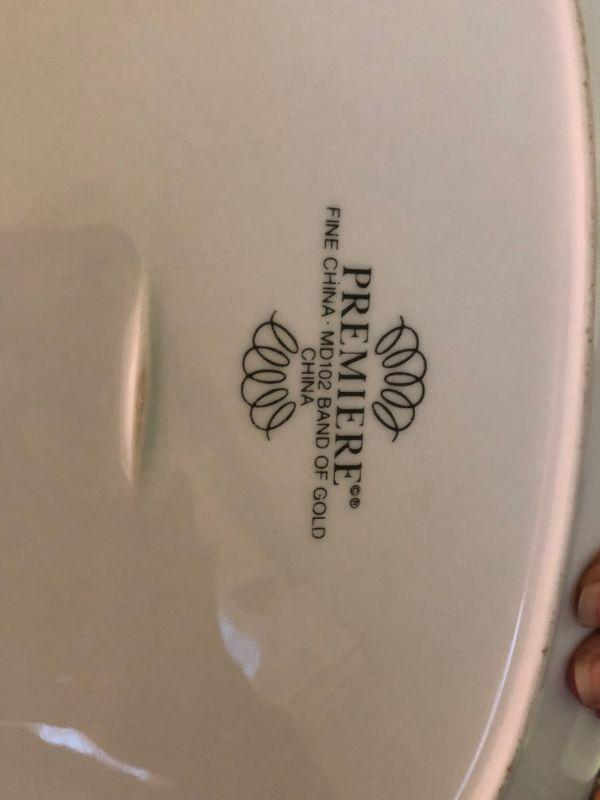 PREMIERE©®
FINE CHINA · MD102 BAND OF GOLD
CHINA